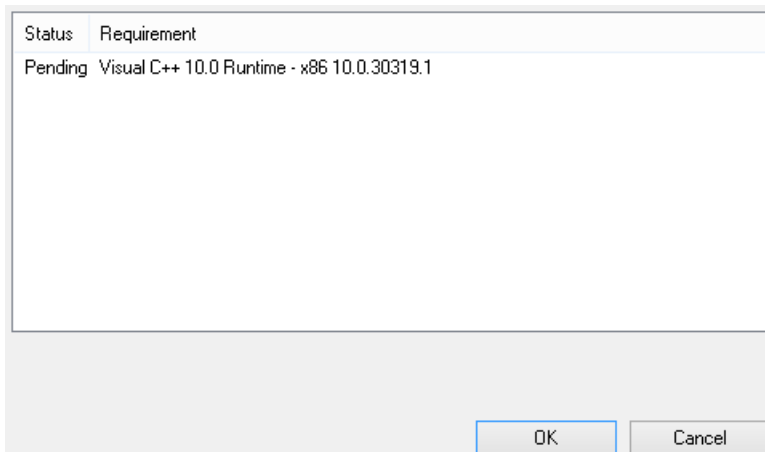 Status Requirement
Pending Visual C++ 10.0 Runtime - x86 10.0.30319.1
OK Cancel